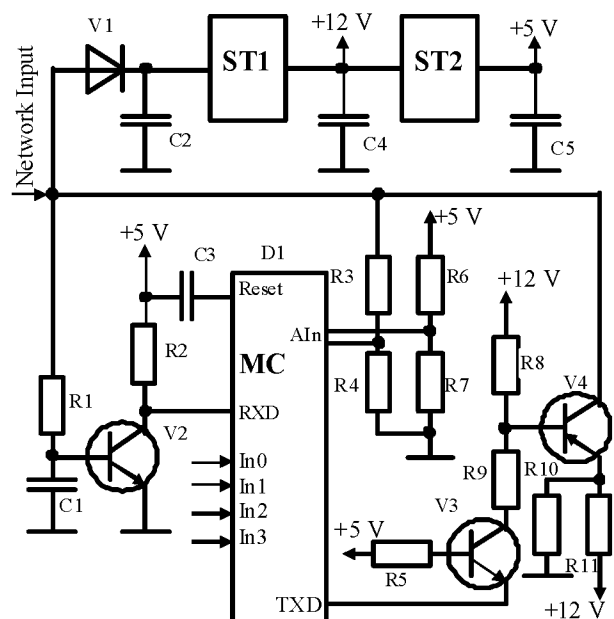 V1
ST1
+12 V
ST2
+5 V
C2
C4
C5
Network Input
+5 V
C3
D1
+5 V
Reset
R3
R6
+12 V
AIn
R2
MC
R8
R4
R7
V4
R1
RXD
V2
R9
R10
In0
In1
V3
C1
In2
In3
+5 V
R5
R11
TXD
+12 V